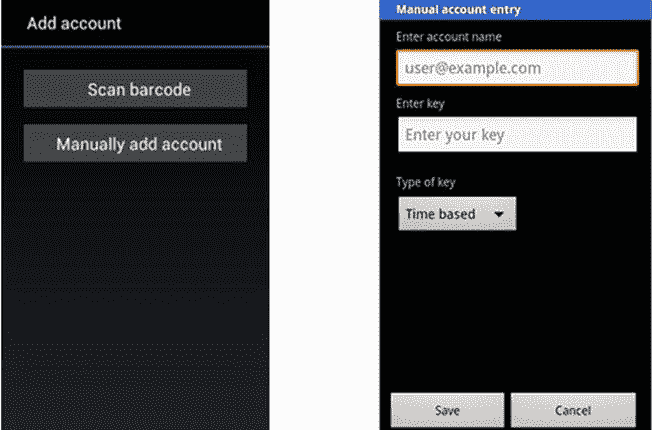 Add account
Scan barcode
Manually add account
Manual account entry
Enter account name
user@example.com
Enter key
Enter your key
Type of key
Time based
Save
Cancel